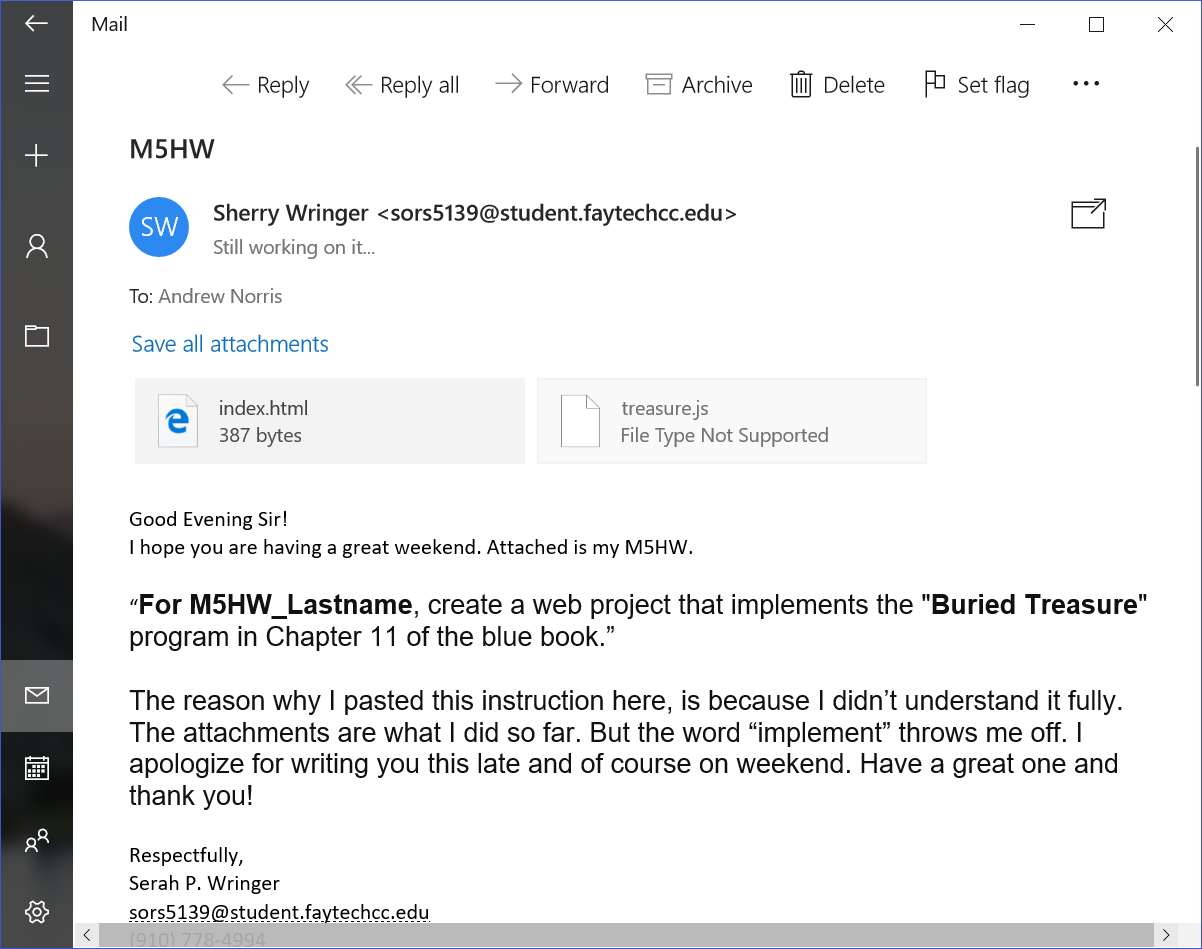 Mail
Reply
Reply all
Forward
Archive
Delete
Set flag
M5HW
SW
Sherry Wringer <sors5139@student.faytechcc.edu>
Still working on it...
To: Andrew Norris
Save all attachments
index.html
387 bytes
treasure.js
File Type Not Supported
Good Evening Sir!
I hope you are having a great weekend. Attached is my M5HW.
“For M5HW_Lastname, create a web project that implements the "Buried Treasure"
program in Chapter 11 of the blue book.”
The reason why I pasted this instruction here, is because I didn’t understand it fully.
The attachments are what I did so far. But the word “implement” throws me off. I
apologize for writing you this late and of course on weekend. Have a great one and
thank you!
Respectfully,
Serah P. Wringer
sors5139@student.faytechcc.edu
(910) 778-4994